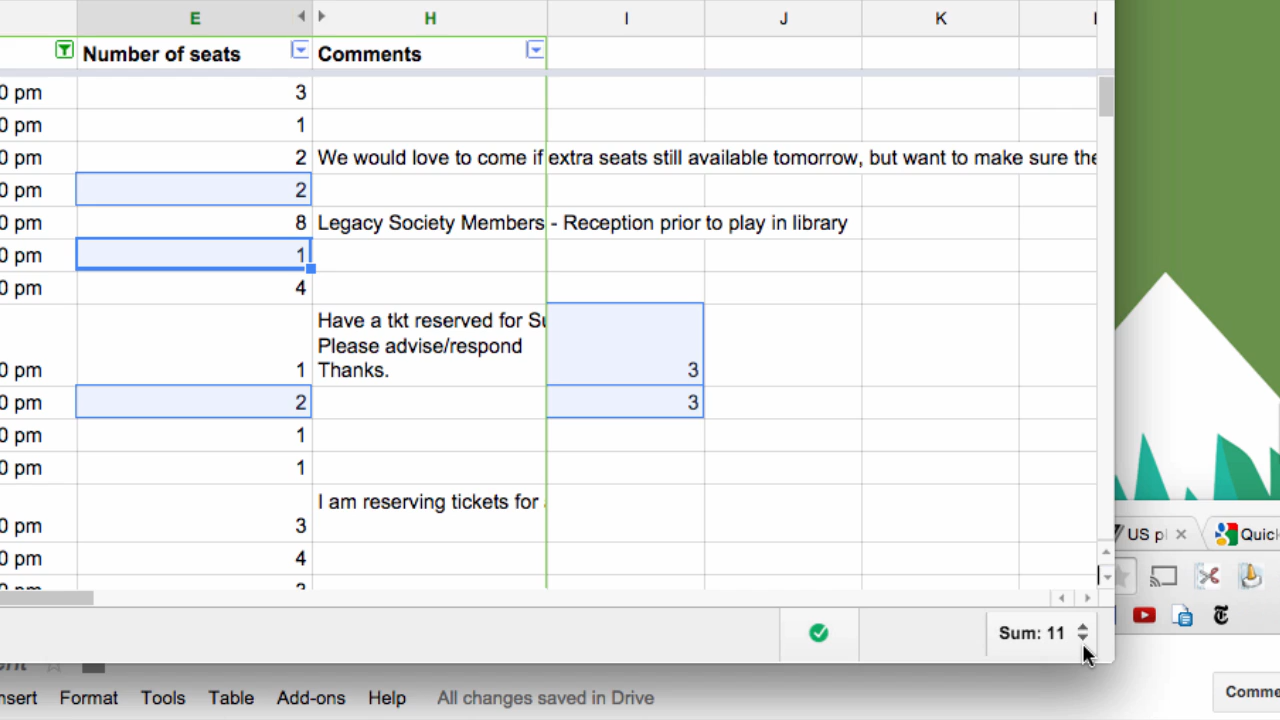 E H I J K
Number of seats Comments
0 pm 3
0 pm 1
0 pm 2 We would love to come if extra seats still available tomorrow, but want to make sure the
0 pm 2
0 pm 8 Legacy Society Members - Reception prior to play in library
0 pm 1
0 pm 4
Have a tkt reserved for Su
Please advise/respond
0 pm 1 Thanks. 3
0 pm 2 3
0 pm 1
0 pm 1
I am reserving tickets for
0 pm 3
0 pm 4
US pl Quick
Sum: 11
nsert Format Tools Table Add-ons Help All changes saved in Drive Comme